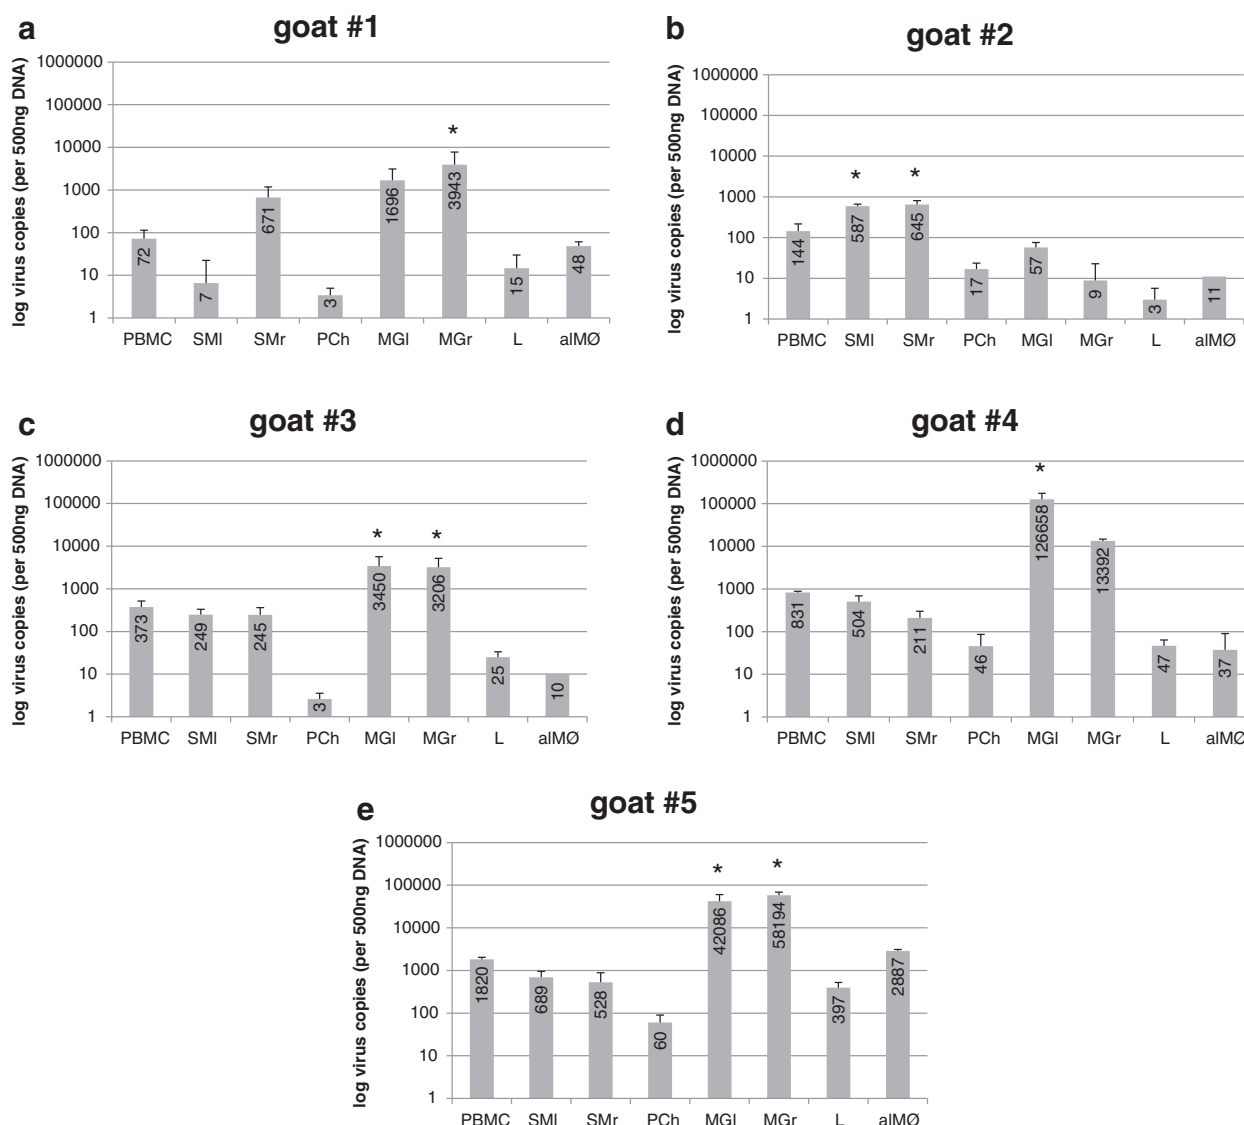 a goat #1
log virus copies (per 500ng DNA)
1000000
100000
10000
1000
100
10
1
*
72 7 671 3 1696 3943 15 48
PBMC SMl SMr PCh MGl MGr L alMØ
b goat #2
log virus copies (per 500ng DNA)
1000000
100000
10000
1000
100
10
1
* *
144 587 645 17 57 9 3 11
PBMC SMl SMr PCh MGl MGr L alMØ
c goat #3
log virus copies (per 500ng DNA)
1000000
100000
10000
1000
100
10
1
* *
373 249 245 3 3450 3206 25 10
PBMC SMl SMr PCh MGl MGr L alMØ
d goat #4
log virus copies (per 500ng DNA)
1000000
100000
10000
1000
100
10
1
*
831 504 211 46 126658 13392 47 37
PBMC SMl SMr PCh MGl MGr L alMØ
e goat #5
log virus copies (per 500ng DNA)
1000000
100000
10000
1000
100
10
1
* *
1820 689 528 60 42086 58194 397 2887
PBMC SMl SMr PCh MGl MGr L alMØ